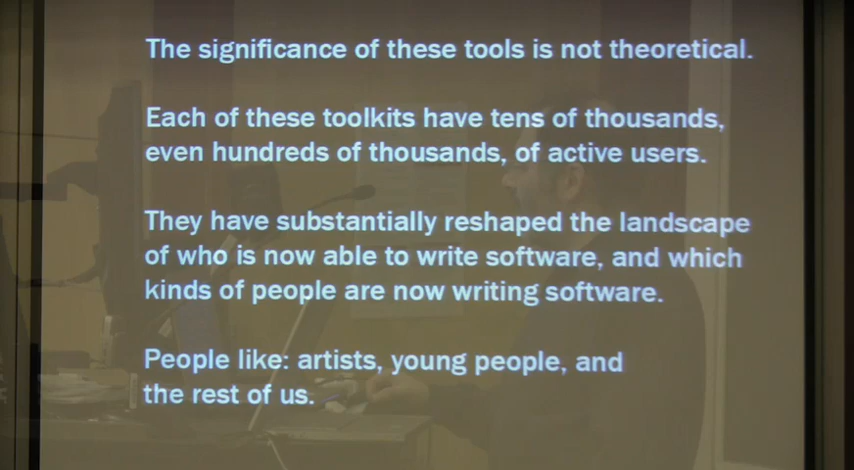 The significance of these tools is not theoretical.
Each of these toolkits have tens of thousands,
even hundreds of thousands, of active users.
They have substantially reshaped the landscape
of who is now able to write software, and which
kinds of people are now writing software.
People like: artists, young people, and
the rest of us.